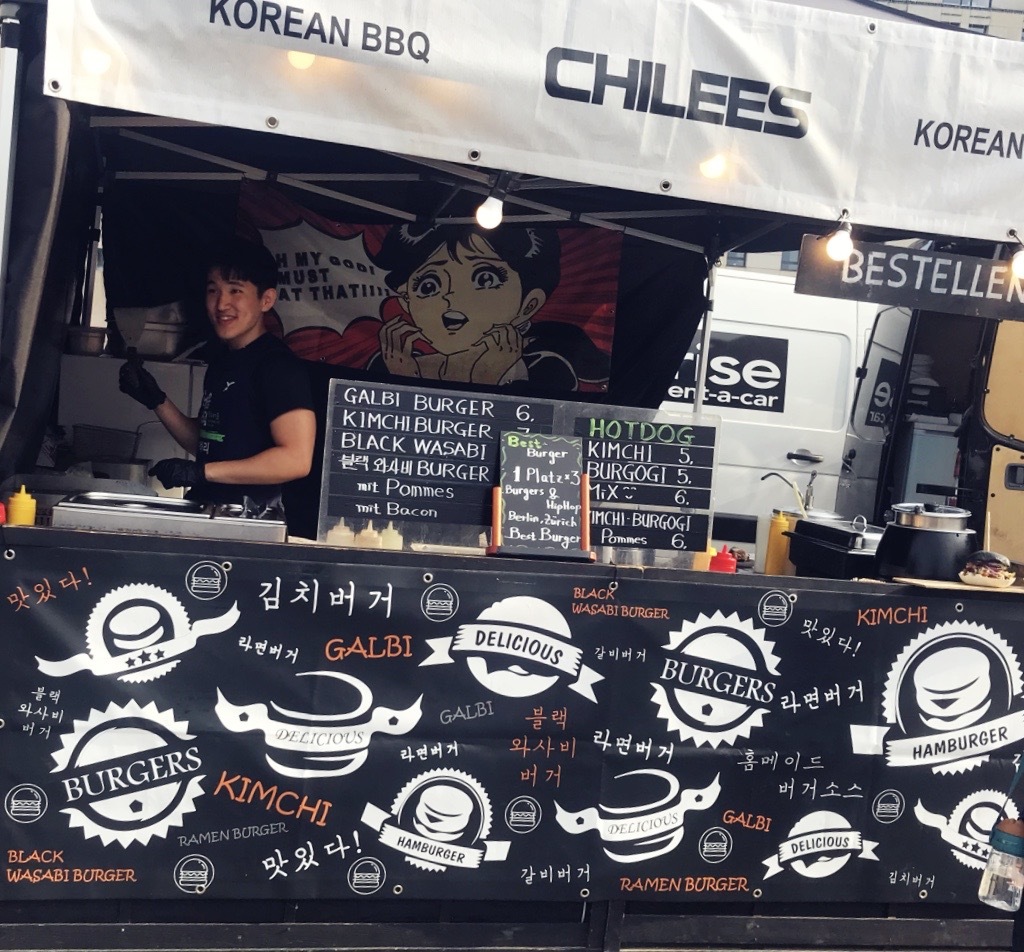 KOREAN BBQ
CHILEES
KOREAN
BESTELLEN
H MY GOD!
MUST
AT THAT!!!!
rise
ent-a-car
GALBI BURGER 6,
KIMCHI BURGER
BLACK WASABI
블랙 와사비 BURGER
mit Pommes
mit Bacon
Best
Burger
1 Platz×3
Burgers &
HipHop
Berlin, Zürich
Best Burger
HOTDOG
KIMCHI 5,
BURGOGI 5,
MiX 6,
KIMCHI-BURGOGI
Pommes 6,
맛있다!
김치버거
라면버거
GALBI
DELICIOUS
BLACK
WASABI BURGER
갈비버거
BURGERS
맛있다!
KIMCHI
라면버거
HAMBURGER
블랙
와사비
버거
BURGERS
DELICIOUS
GALBI
라면버거
블랙
와사비
버거
라면버거
홈메이드
버거소스
KIMCHI
RAMEN BURGER
맛있다!
HAMBURGER
DELICIOUS
GALBI
DELICIOUS
BLACK
WASABI BURGER
갈비버거
RAMEN BURGER
김치버거